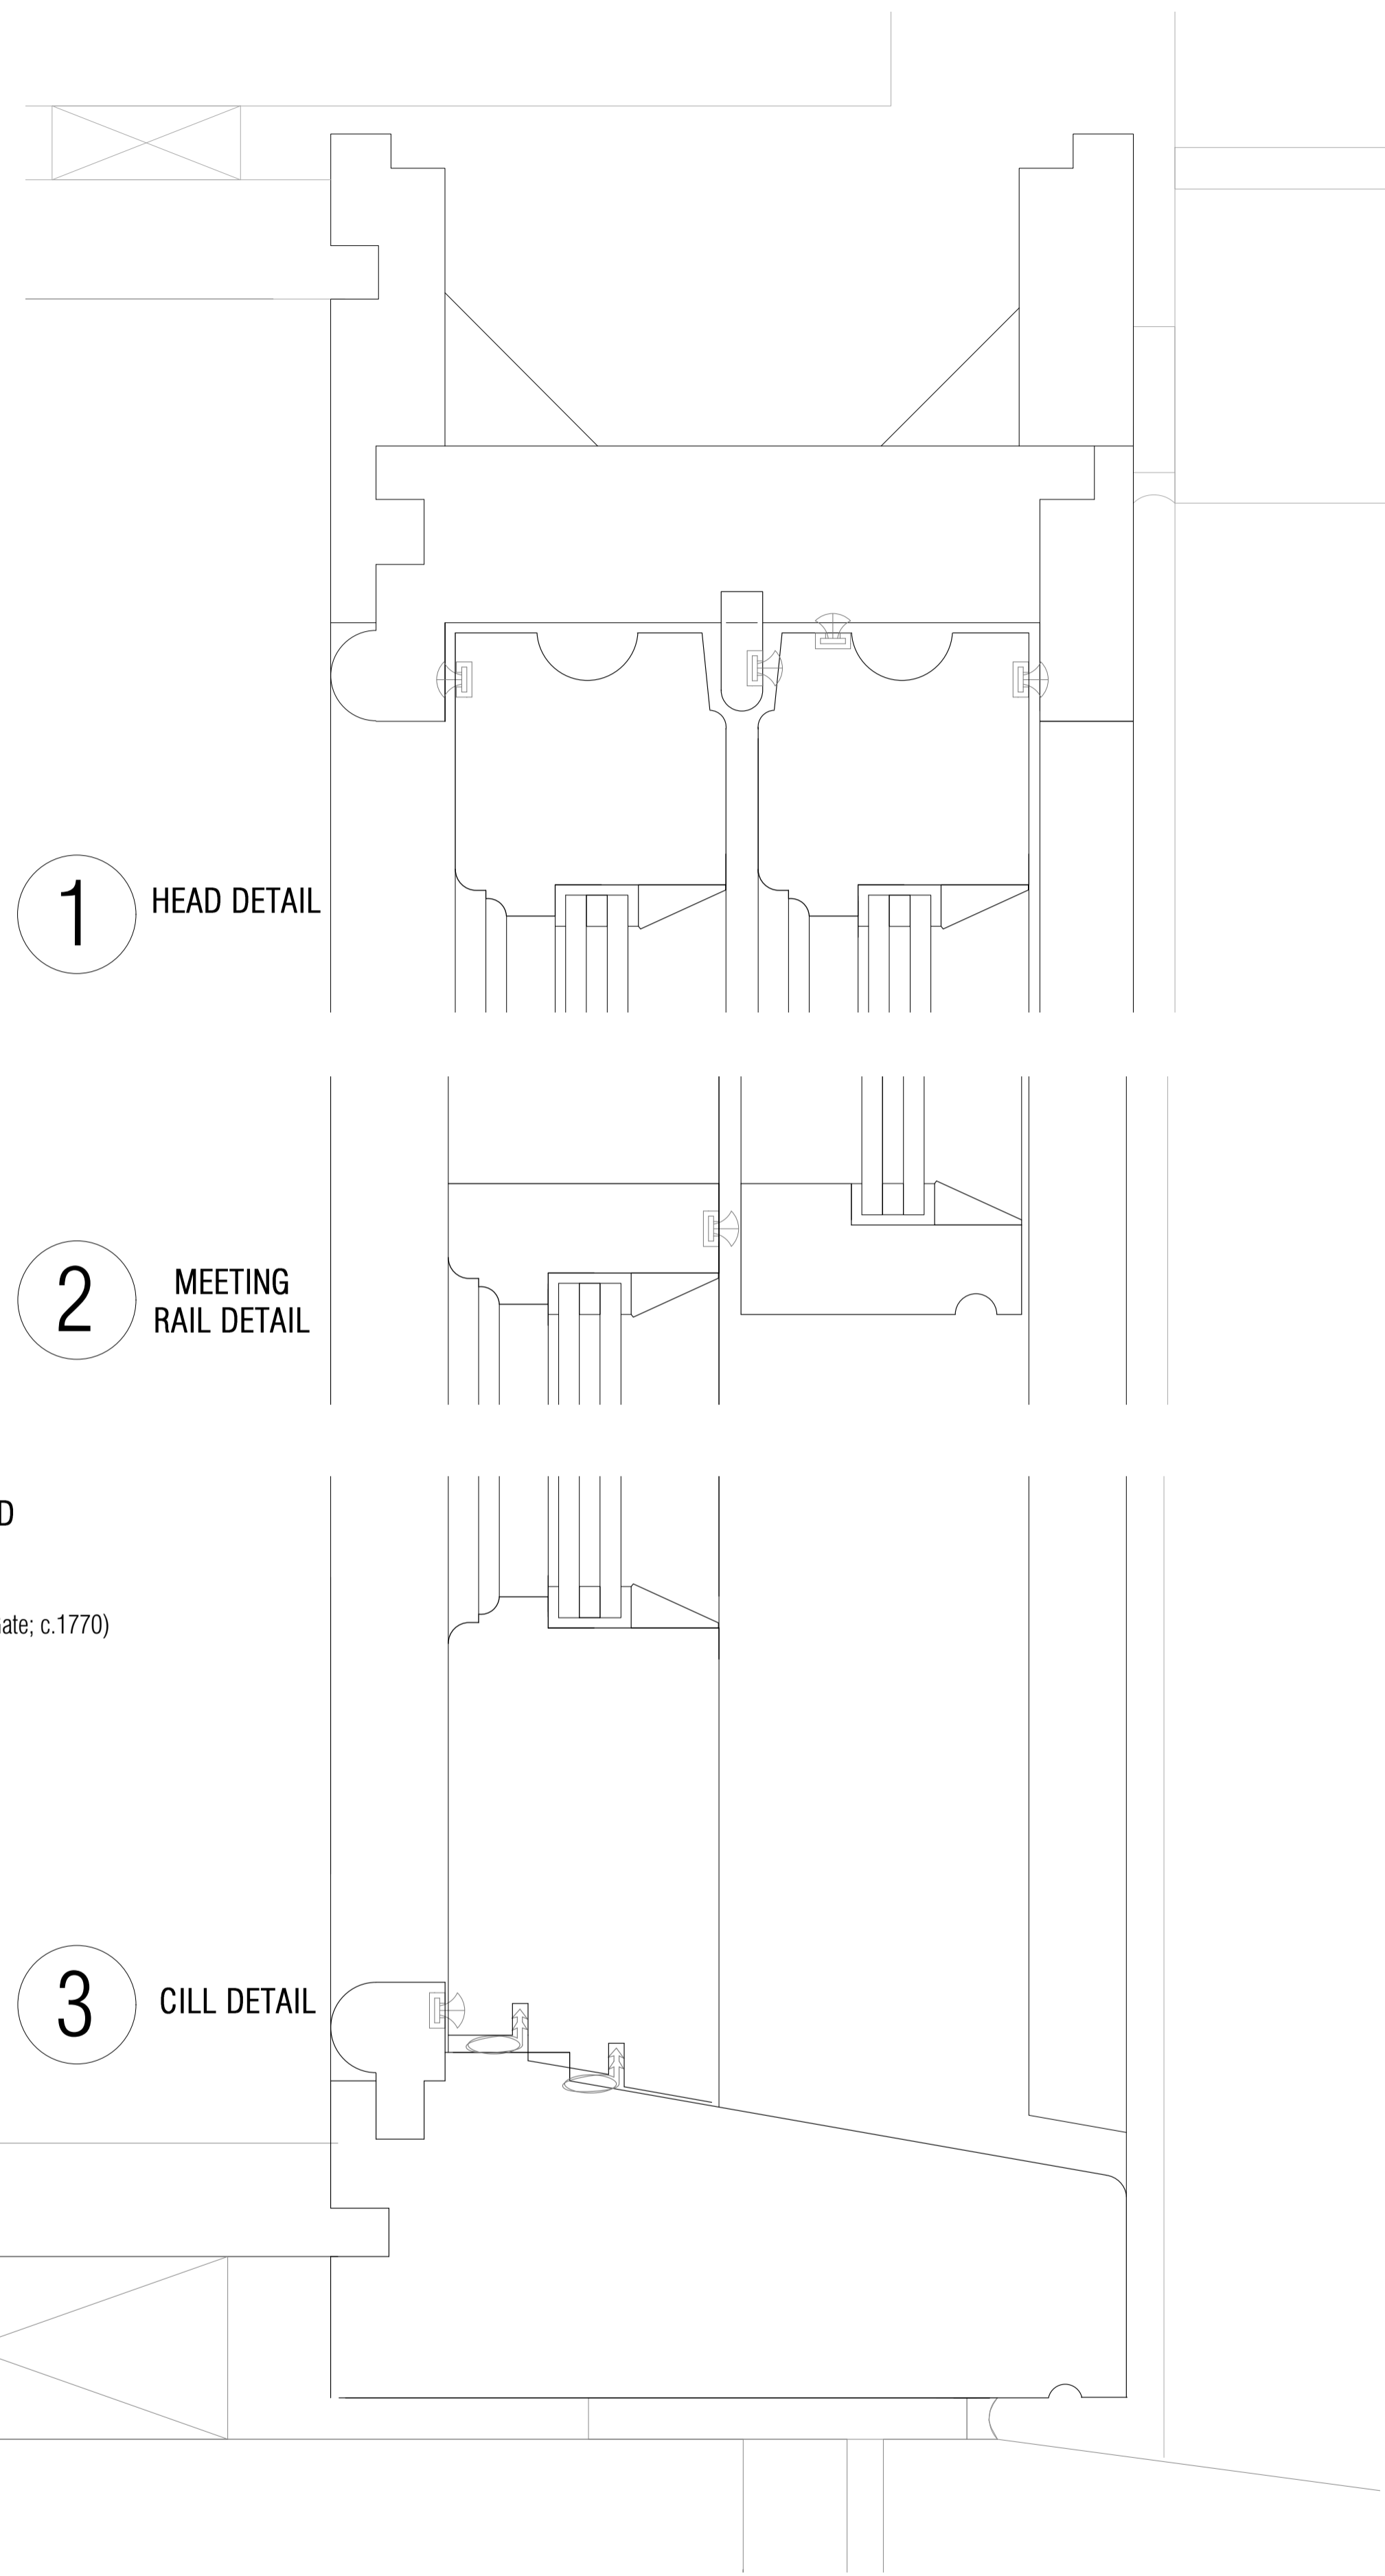 1
HEAD DETAIL
2
MEETING
RAIL DETAIL
D
ate; c.1770)
3
CILL DETAIL